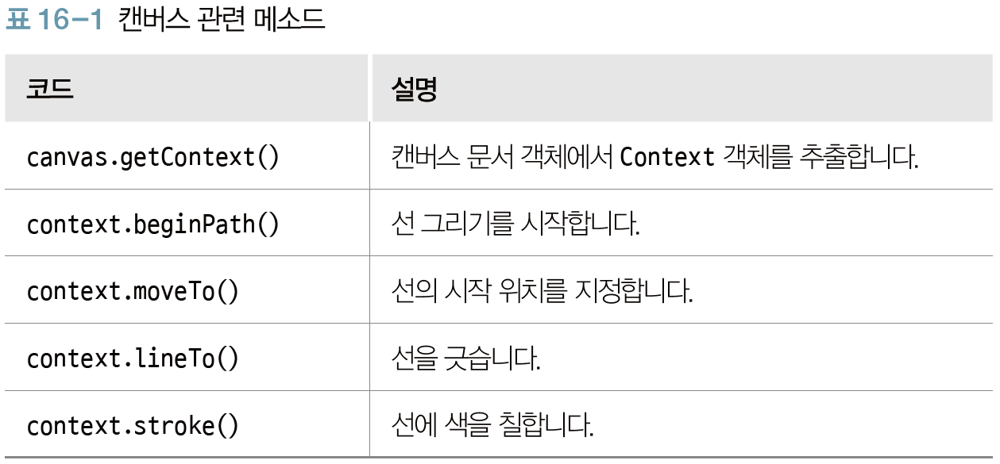 표 16-1 캔버스 관련 메소드
코드 설명
canvas.getContext() 캔버스 문서 객체에서 Context 객체를 추출합니다.
context.beginPath() 선 그리기를 시작합니다.
context.moveTo() 선의 시작 위치를 지정합니다.
context.lineTo() 선을 긋습니다.
context.stroke() 선에 색을 칠합니다.